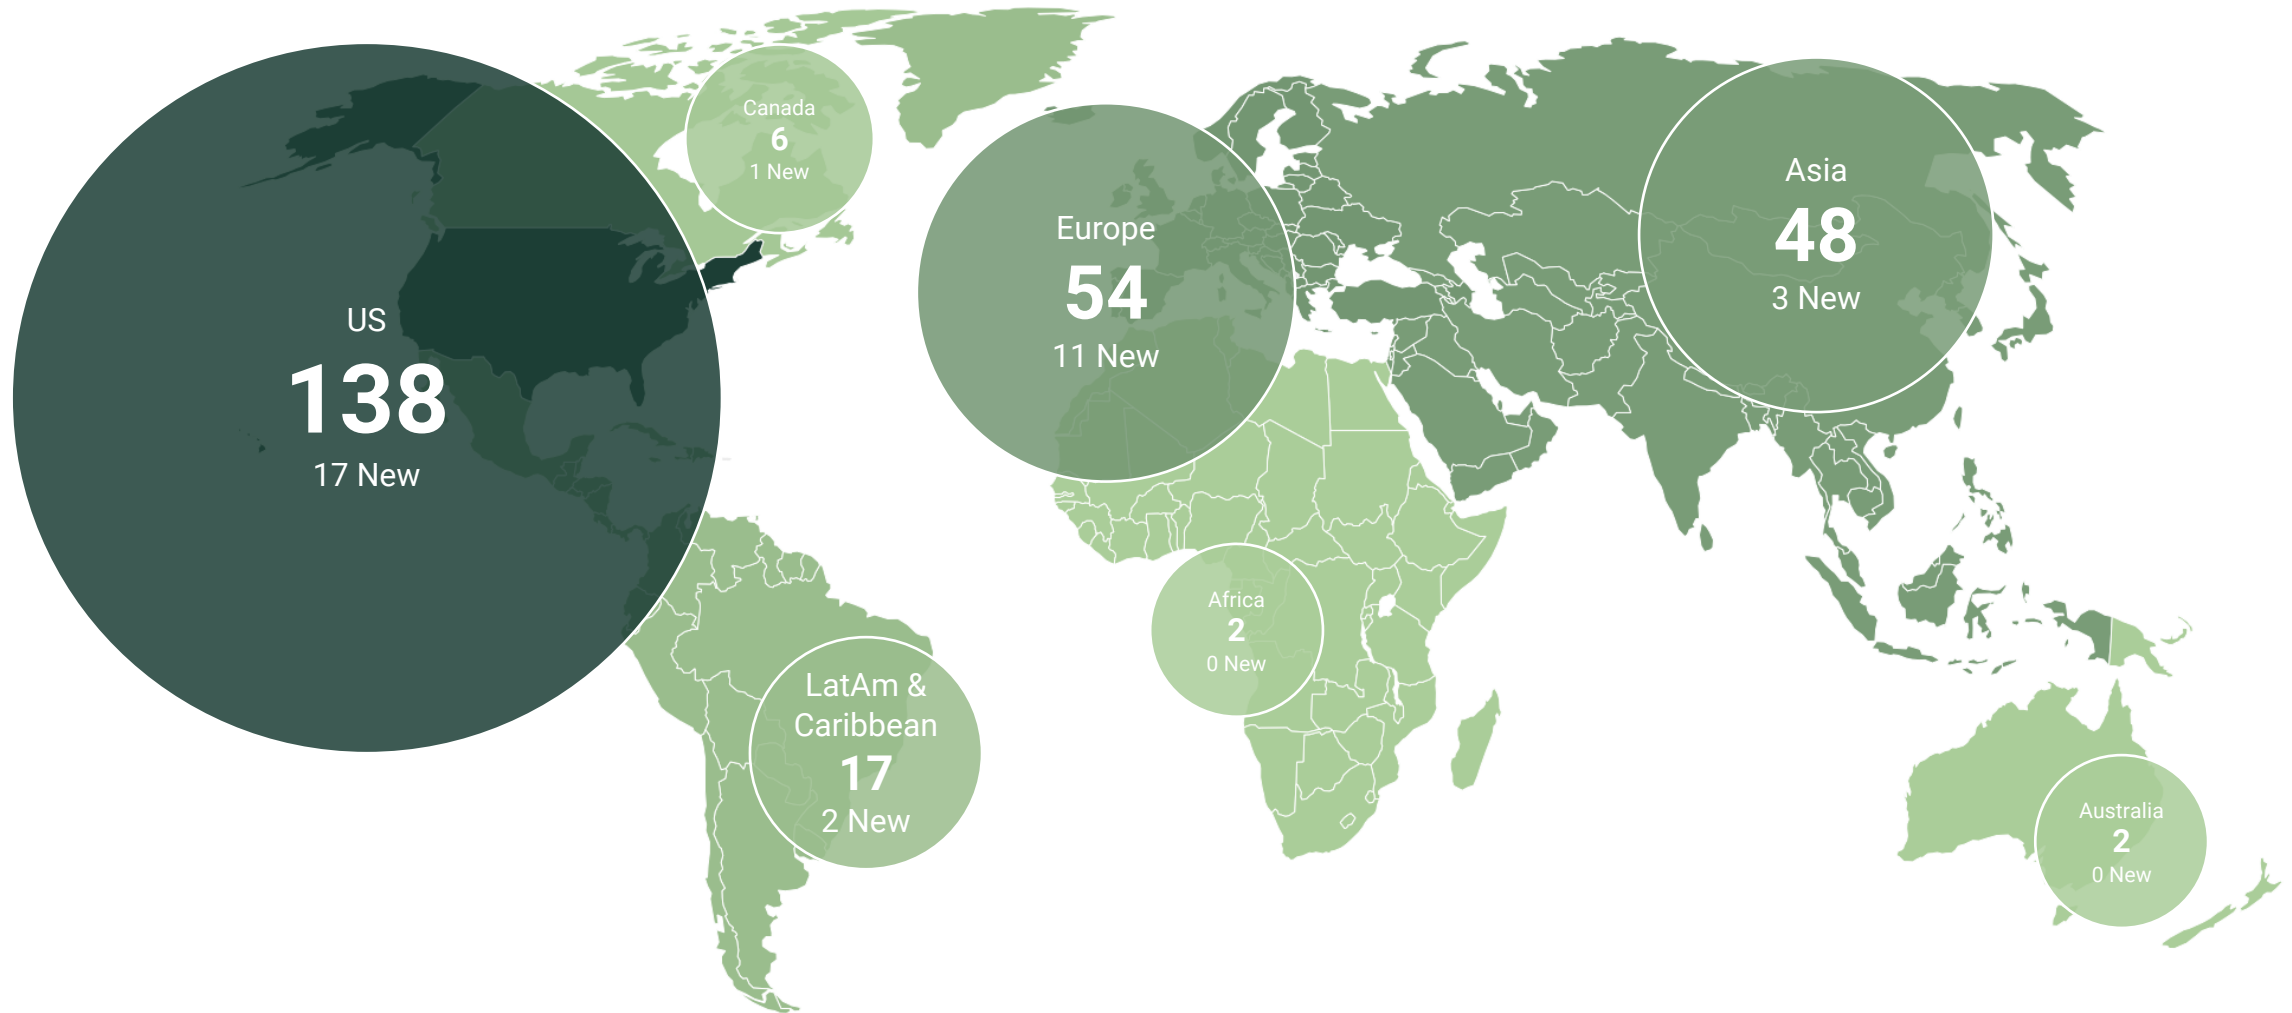 US
138
17 New
Canada
6
1 New
LatAm &
Caribbean
17
2 New
Europe
54
11 New
Africa
2
0 New
Asia
48
3 New
Australia
2
0 New